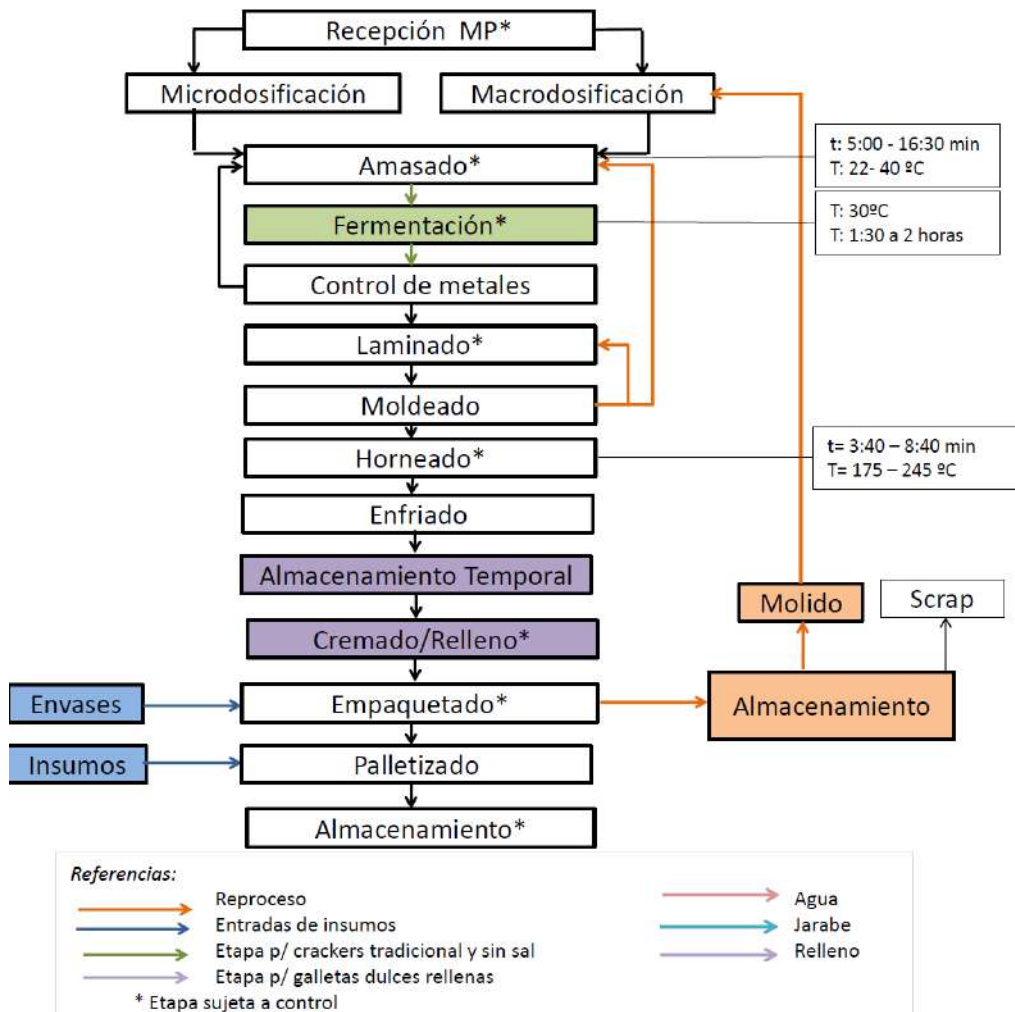 Recepción MP*
Microdosificación
Macrodosificación
Amasado*
t: 5:00 - 16:30 min
T: 22- 40 ºC
Fermentación*
T: 30ºC
T: 1:30 a 2 horas
Control de metales
Laminado*
Moldeado
Horneado*
t= 3:40 – 8:40 min
T= 175 – 245 ºC
Enfriado
Almacenamiento Temporal
Molido
Scrap
Cremado/Relleno*
Envases
Empaquetado*
Almacenamiento
Insumos
Palletizado
Almacenamiento*
Referencias:
Reproceso
Entradas de insumos
Etapa p/ crackers tradicional y sin sal
Etapa p/ galletas dulces rellenas
* Etapa sujeta a control
Agua
Jarabe
Relleno